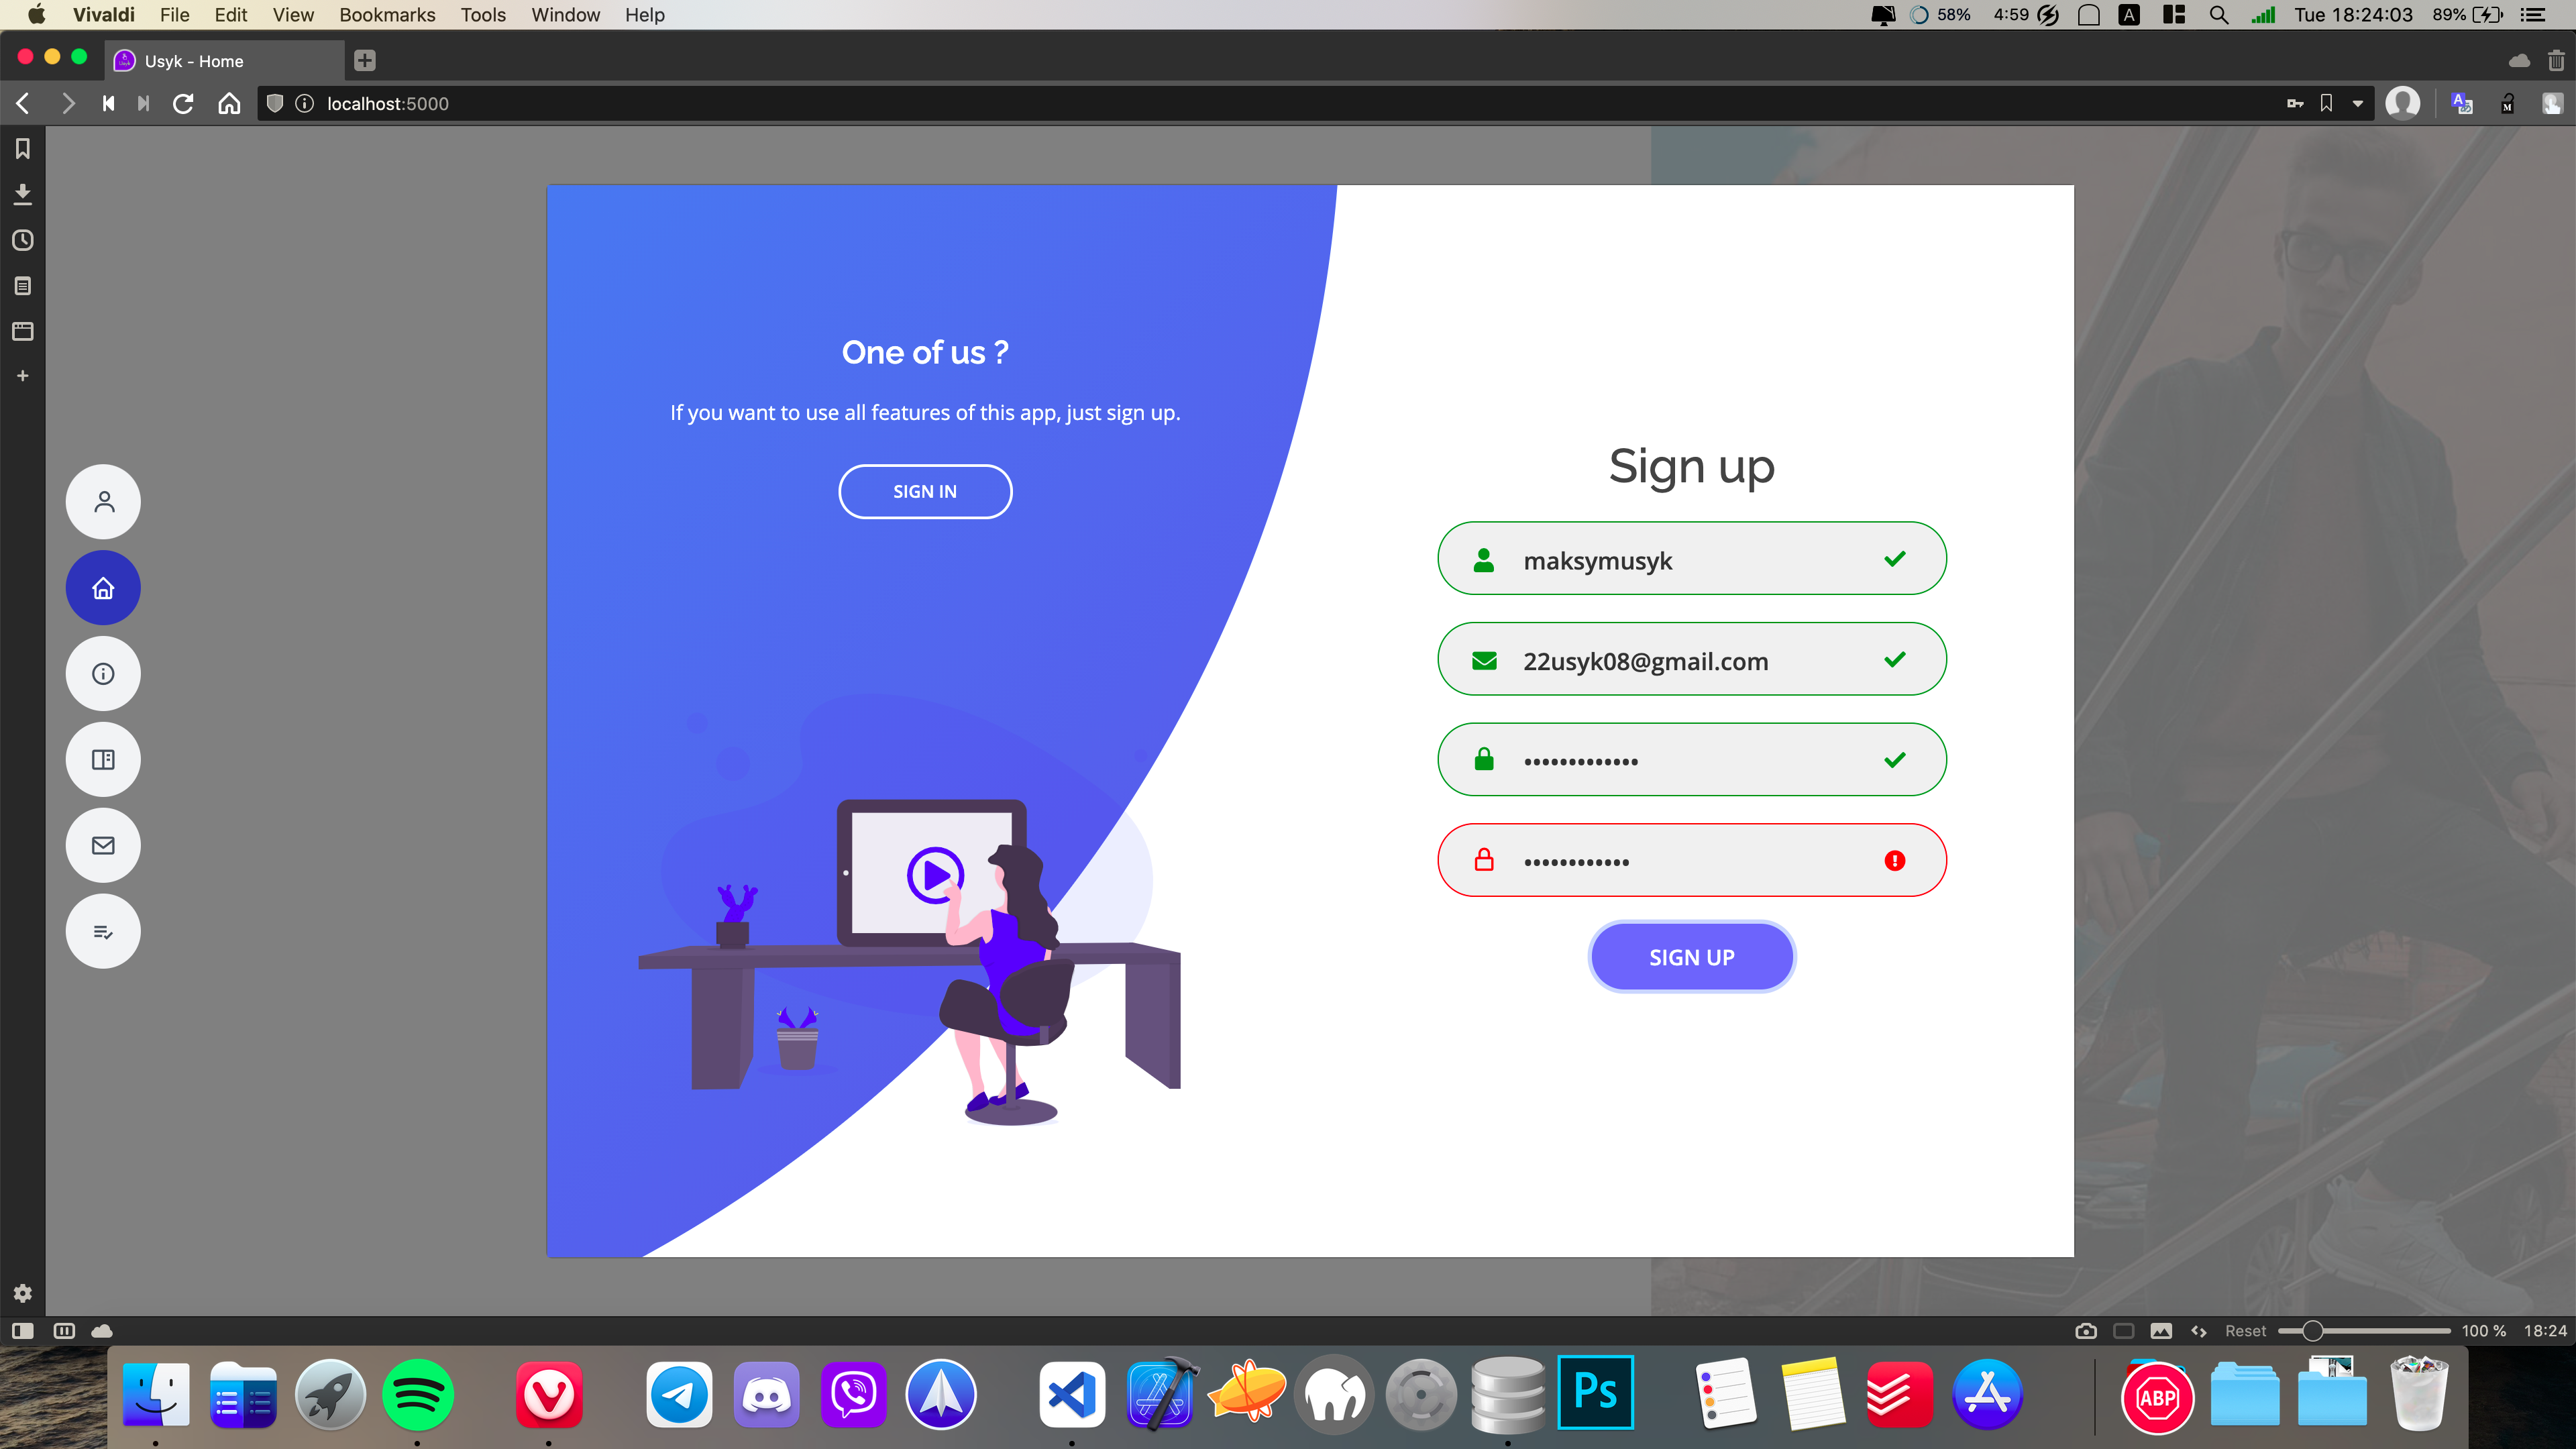 Vivaldi File Edit View Bookmarks Tools Window Help 58% 4:59 A Tue 18:24:03 89%
Usyk - Home
localhost:5000
One of us ?
If you want to use all features of this app, just sign up.
SIGN IN
Sign up
maksymusyk
22usyk08@gmail.com
•••••••••••••
••••••••••••
SIGN UP
Reset 100 % 18:24
Ps
ABP